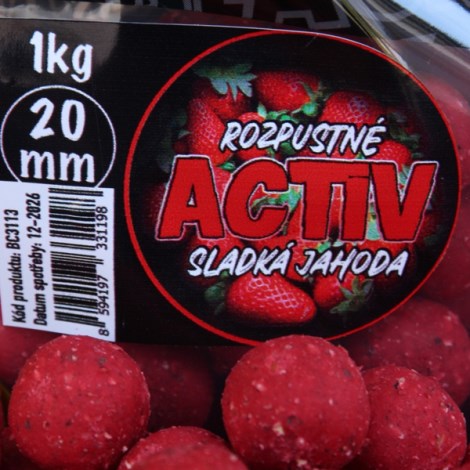 1kg
20
mm
ROZPUSTNÉ
ACTIV
SLADKÁ JAHODA
Kód produktu: BC3113
Datum spotřeby: 12-2026
8 594197 331198